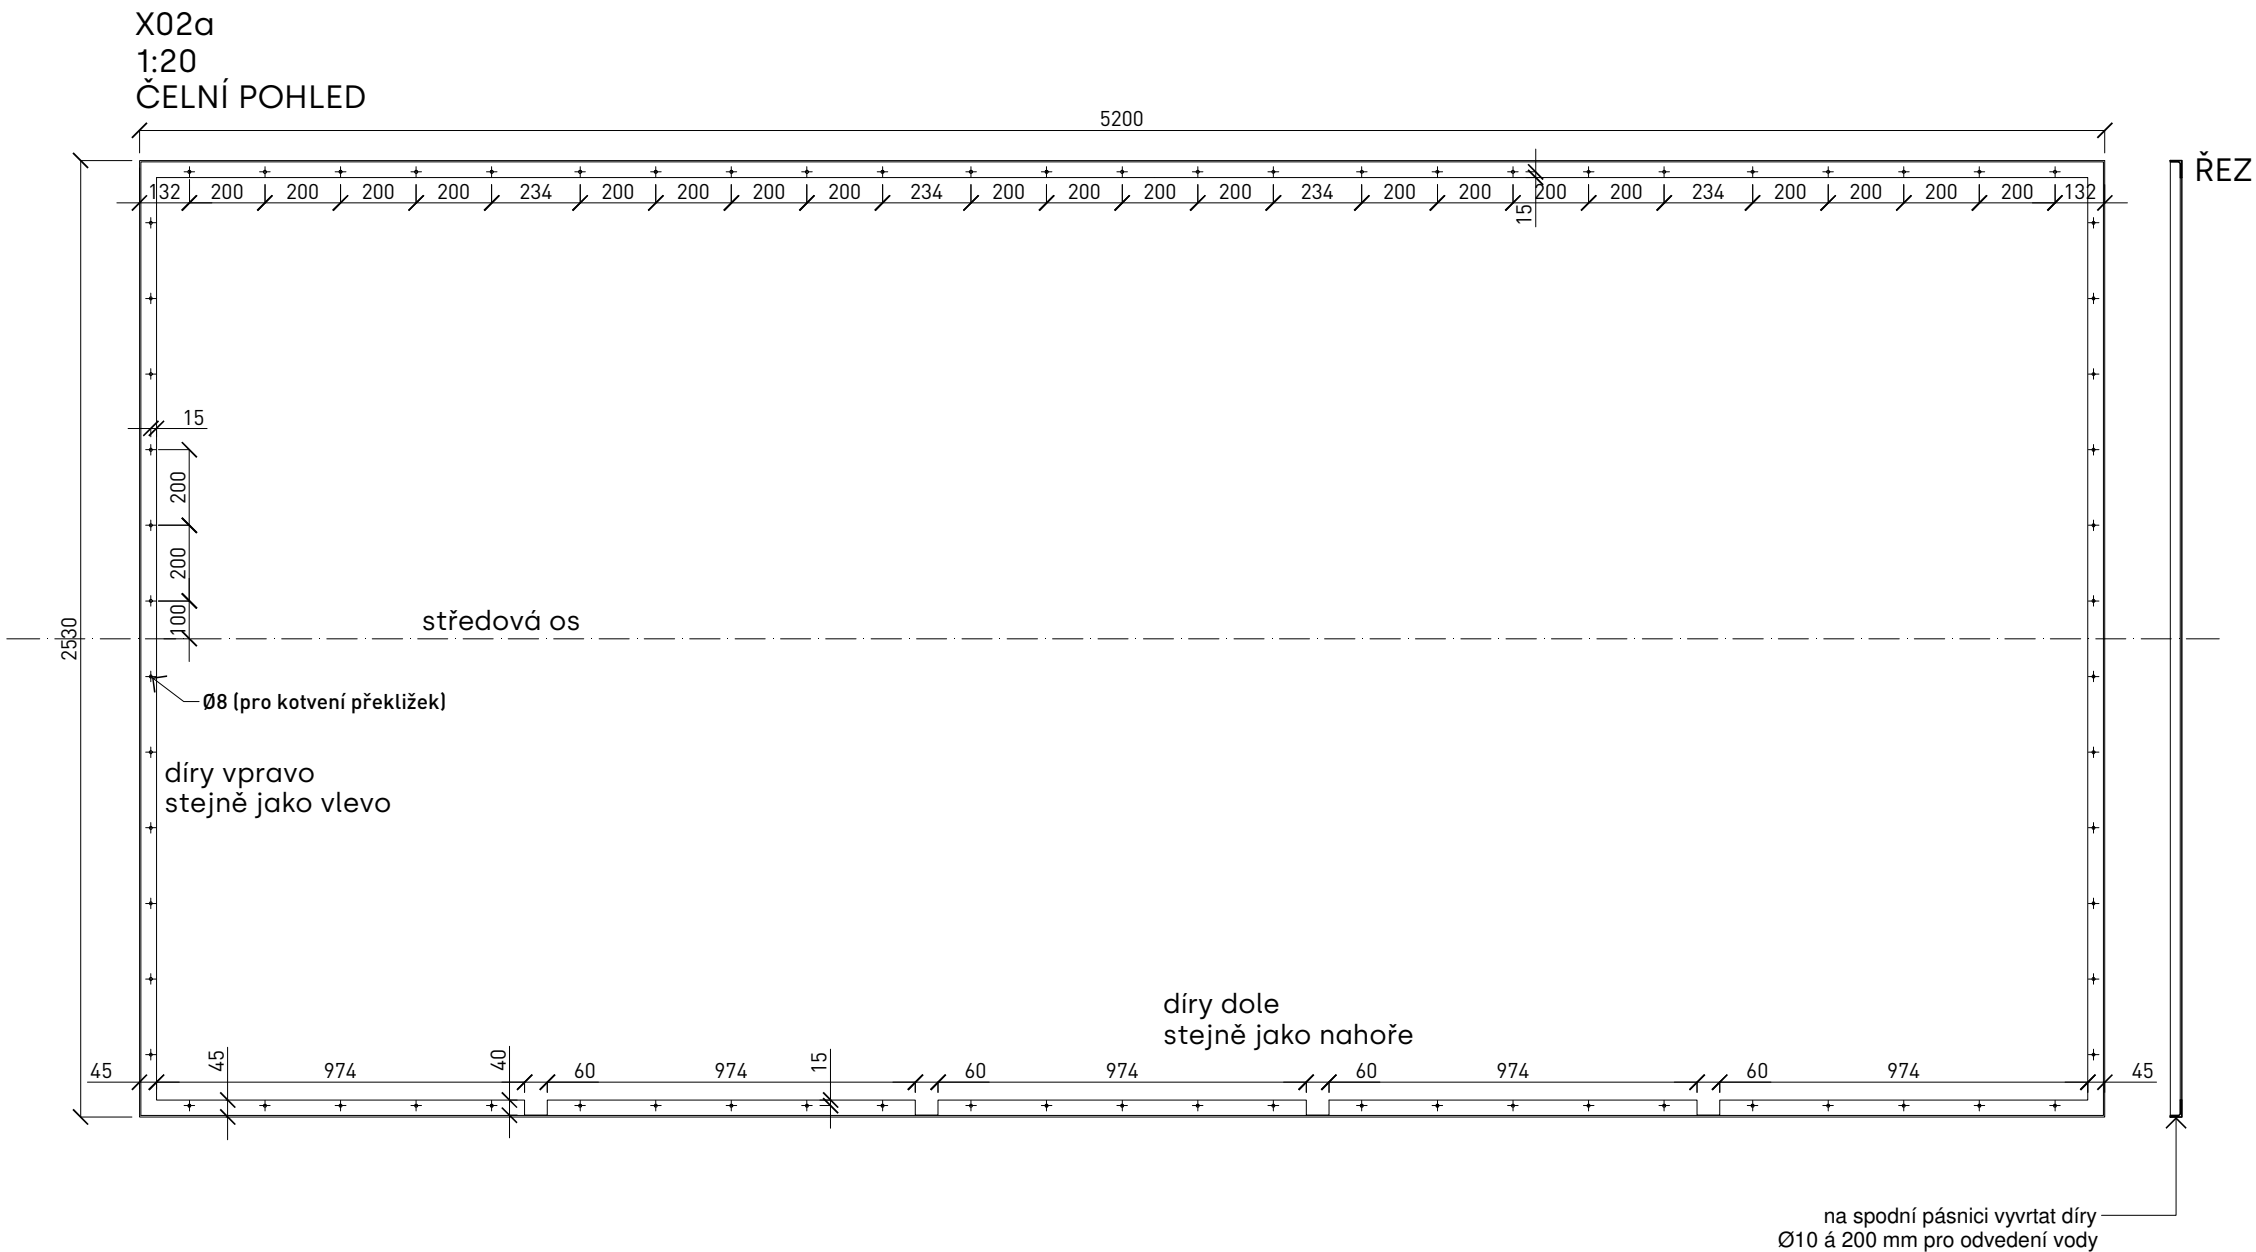 X02a
1:20
ČELNÍ POHLED
5200
ŘEZ
132 200 200 200 200 234 200 200 200 200 234 200 200 200 200 234 200 200 200 200 234 200 200 200 200 132
15
15
200
200
100
2530
středová os
Ø8 (pro kotvení překližek)
díry vpravo
stejně jako vlevo
díry dole
stejně jako nahoře
45 45 974 40 60 974 15 60 974 60 974 60 974 45
na spodní pásnici vyvrtat díry
Ø10 á 200 mm pro odvedení vody